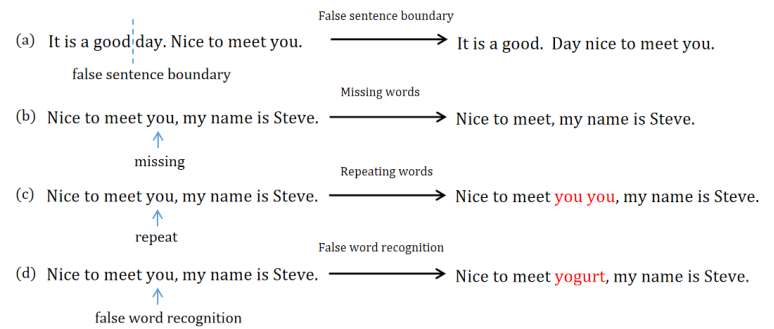 False sentence boundary
(a) It is a good day. Nice to meet you. It is a good. Day nice to meet you.
false sentence boundary
Missing words
(b) Nice to meet you, my name is Steve. Nice to meet, my name is Steve.
missing
Repeating words
(c) Nice to meet you, my name is Steve. Nice to meet you you, my name is Steve.
repeat
False word recognition
(d) Nice to meet you, my name is Steve. Nice to meet yogurt, my name is Steve.
false word recognition